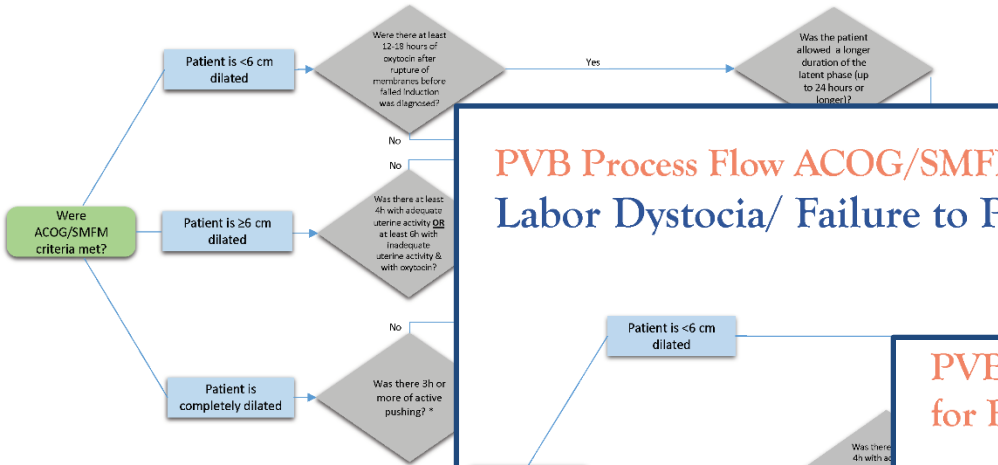 Were there at least
12-18 hours of
oxytocin after
rupture of
membranes before
failed induction
was diagnosed?
Patient is <6 cm
dilated
Yes
Was the patient
allowed a longer
duration of the
latent phase (up
to 24 hours or
longer)?
No
No
Were
ACOG/SMFM
criteria met?
Patient is ≥6 cm
dilated
Was there at least
4h with adequate
uterine activity OR
at least 6h with
inadequate
uterine activity &
with oxytocin?
No
Patient is
completely dilated
Was there 3h or
more of active
pushing? *
PVB Process Flow ACOG/SMF
Labor Dystocia/ Failure to
Patient is <6 cm
dilated
Was there
4h with
PVB
for